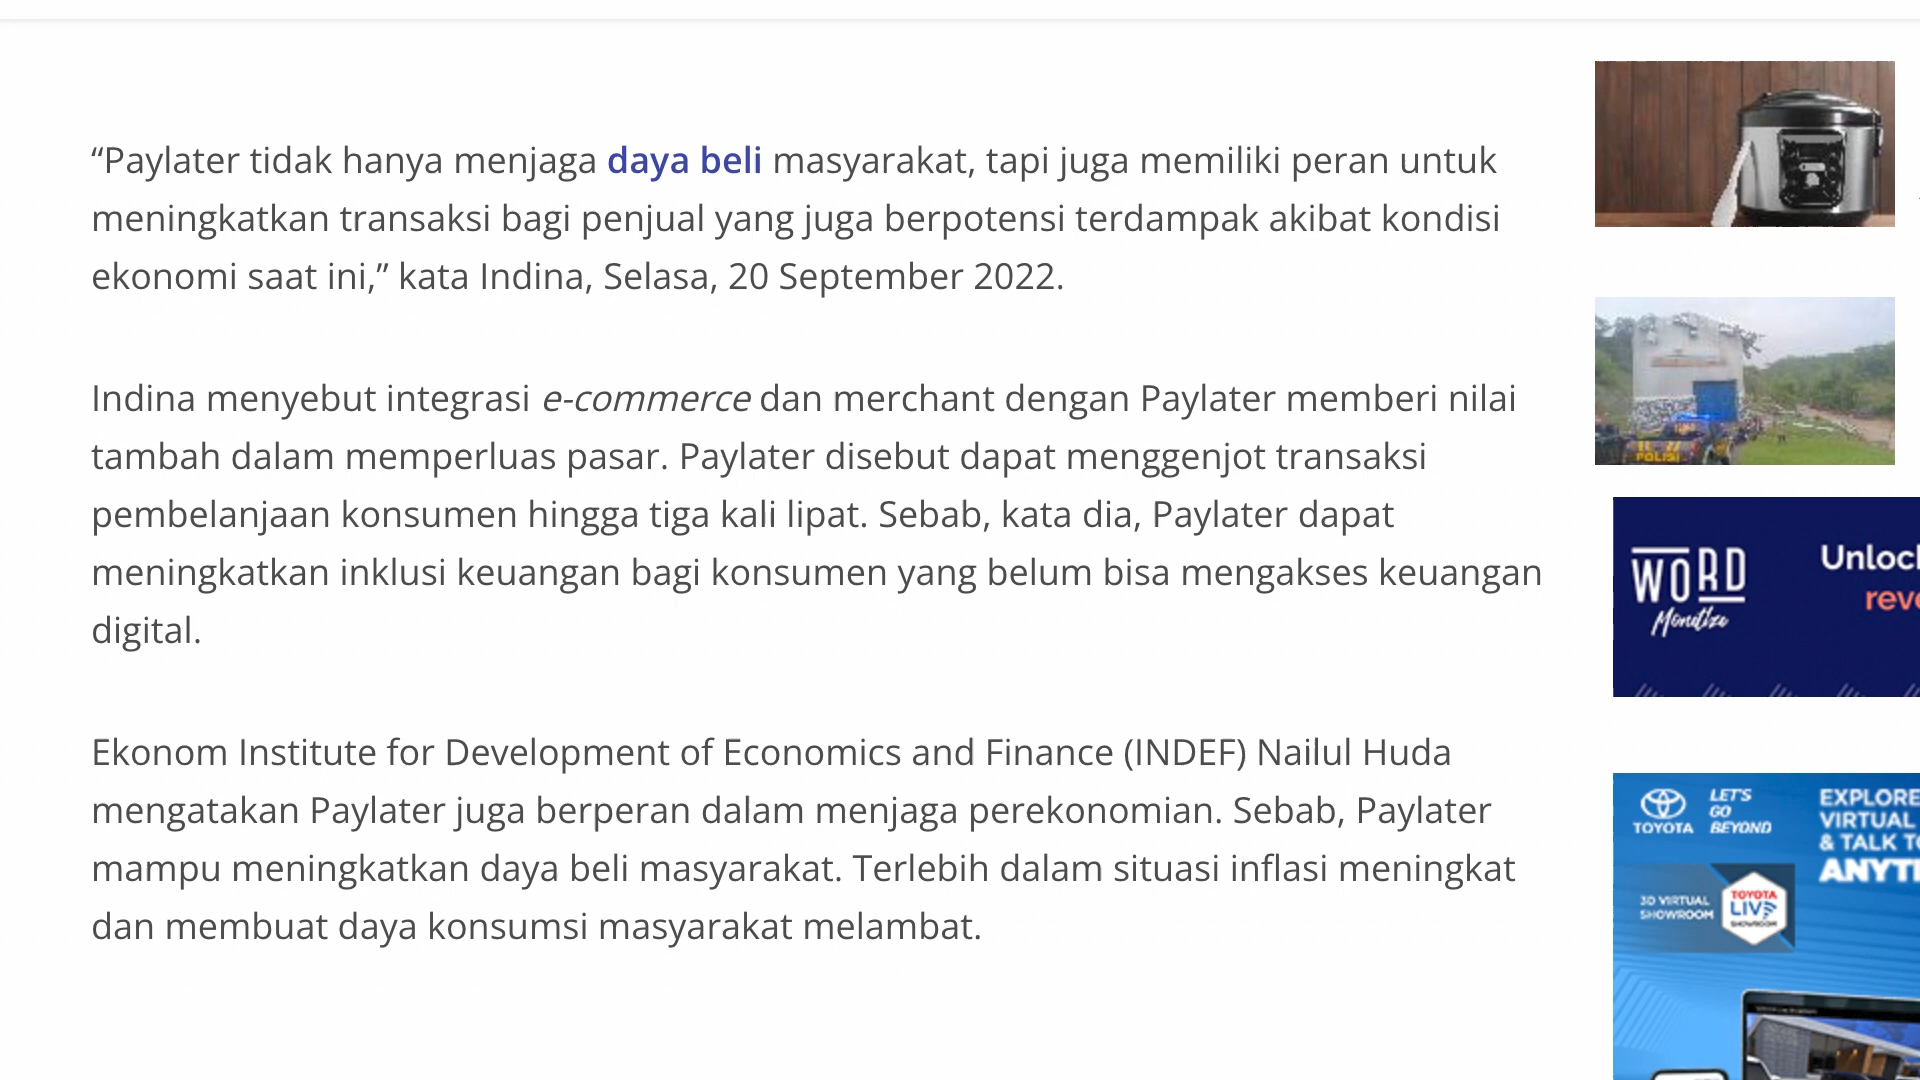 “Paylater tidak hanya menjaga daya beli masyarakat, tapi juga memiliki peran untuk
meningkatkan transaksi bagi penjual yang juga berpotensi terdampak akibat kondisi
ekonomi saat ini,” kata Indina, Selasa, 20 September 2022.
Indina menyebut integrasi e-commerce dan merchant dengan Paylater memberi nilai
tambah dalam memperluas pasar. Paylater disebut dapat menggenjot transaksi
pembelanjaan konsumen hingga tiga kali lipat. Sebab, kata dia, Paylater dapat
meningkatkan inklusi keuangan bagi konsumen yang belum bisa mengakses keuangan
digital.
Ekonom Institute for Development of Economics and Finance (INDEF) Nailul Huda
mengatakan Paylater juga berperan dalam menjaga perekonomian. Sebab, Paylater
mampu meningkatkan daya beli masyarakat. Terlebih dalam situasi inflasi meningkat
dan membuat daya konsumsi masyarakat melambat.
POLISI
WORD
Monetize
TOYOTA
LET'S
GO
BEYOND
VIRTUAL
& TALK
3D VIRTUAL
SHOWROOM
TOYOTA
LIVE
SHOWROOM